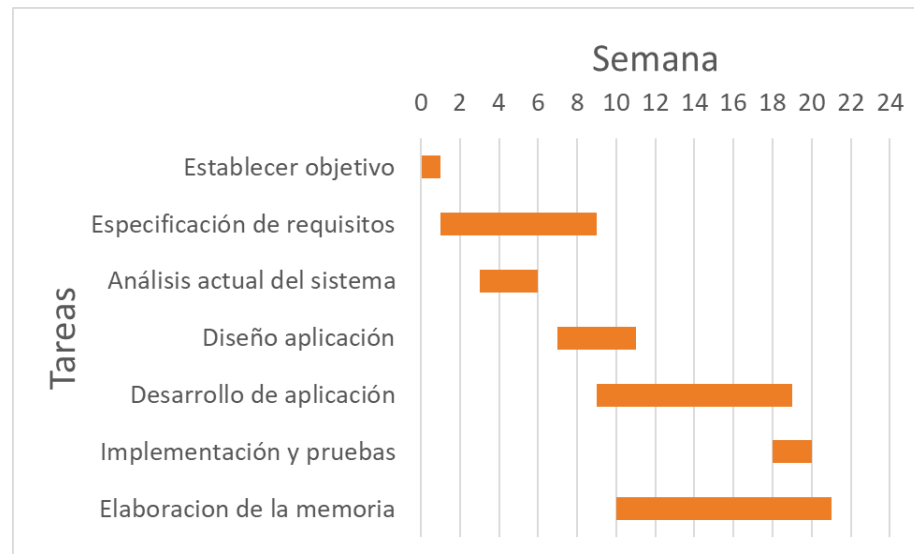 Semana
0 2 4 6 8 10 12 14 16 18 20 22 24
Tareas
Establecer objetivo
Especificación de requisitos
Análisis actual del sistema
Diseño aplicación
Desarrollo de aplicación
Implementación y pruebas
Elaboracion de la memoria